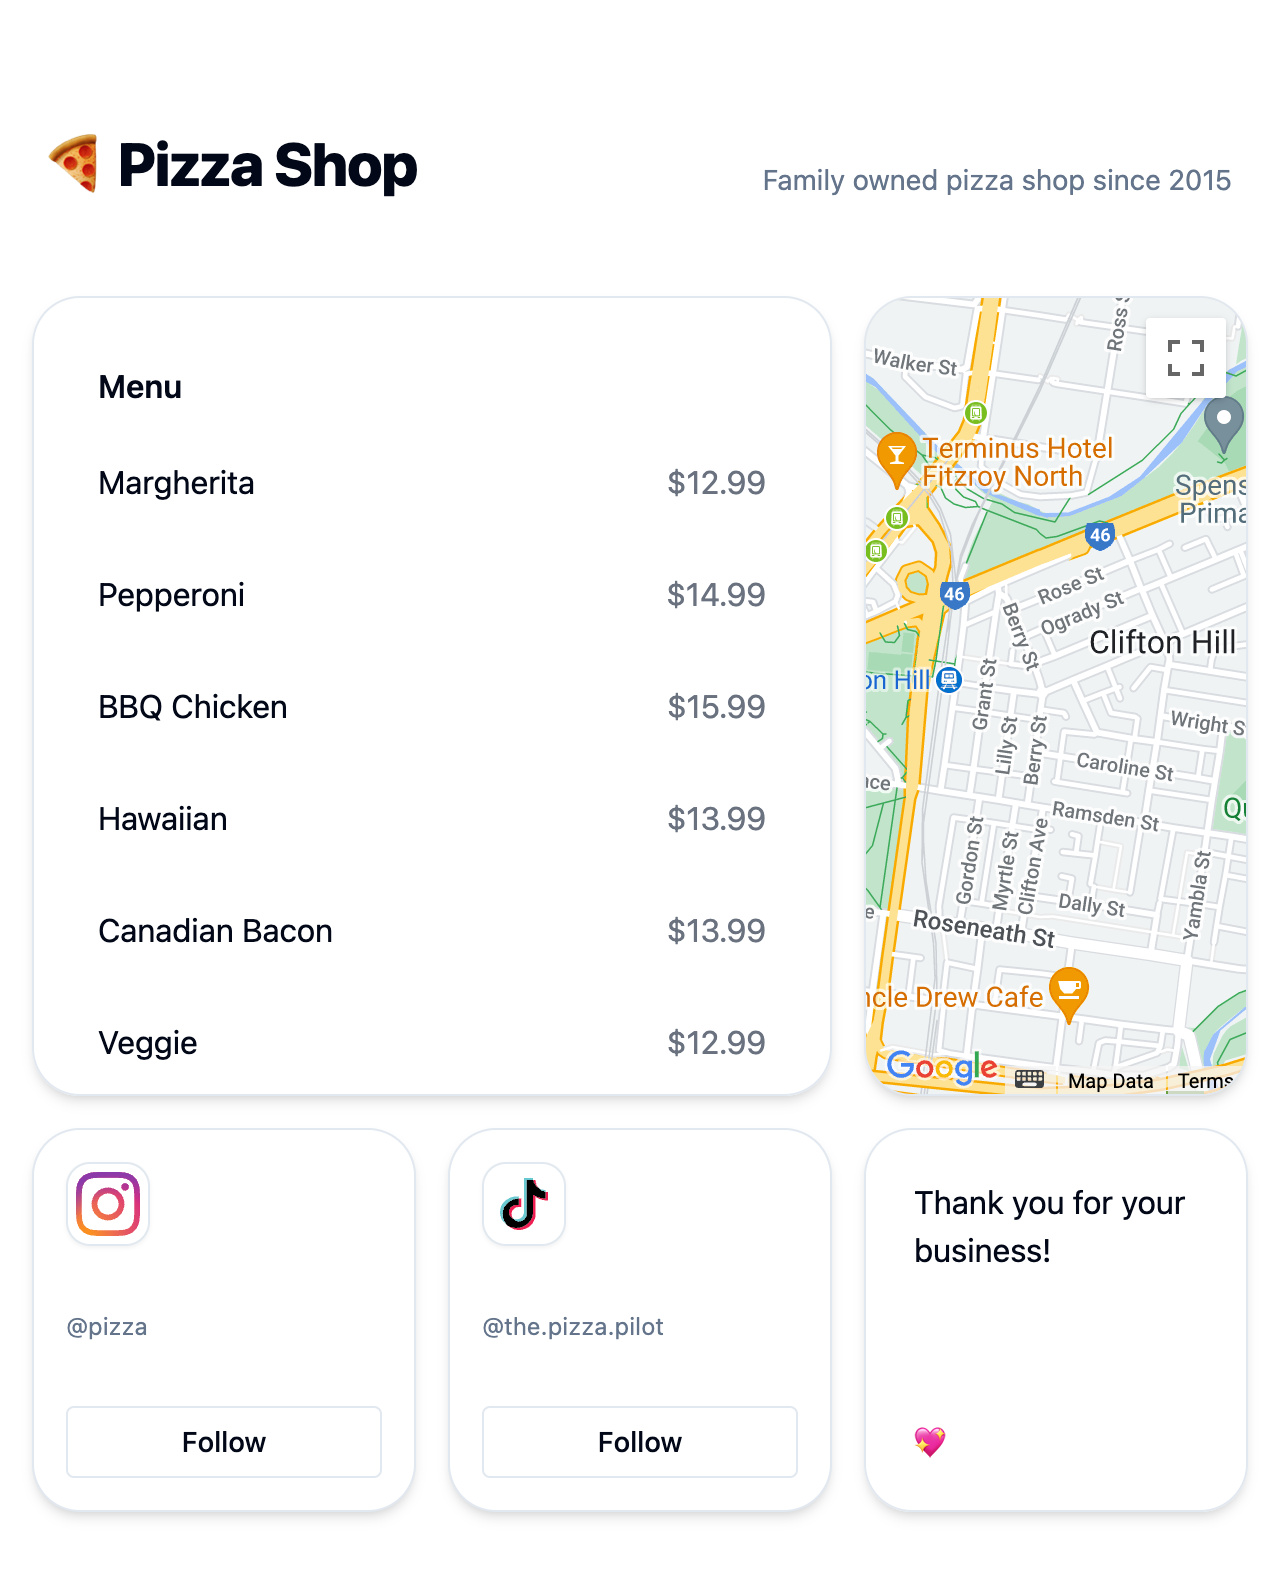 Pizza Shop
Family owned pizza shop since 2015
Menu
Margherita $12.99
Pepperoni $14.99
BBQ Chicken $15.99
Hawaiian $13.99
Canadian Bacon $13.99
Veggie $12.99
Ross S
Walker St
Terminus Hotel
Fitzroy North
Spens
Prima
46
46
Rose St
Ogrady St
Berry St
Clifton Hill
on Hill
Grant St
Lilly St
Berry St
Wright S
Caroline St
nce
Ramsden St
Qu
Gordon St
Myrtle St
Clifton Ave
Yambla St
Dally St
e
Roseneath St
ncle Drew Cafe
Google
Map Data
Terms
@pizza
Follow
@the.pizza.pilot
Follow
Thank you for your
business!